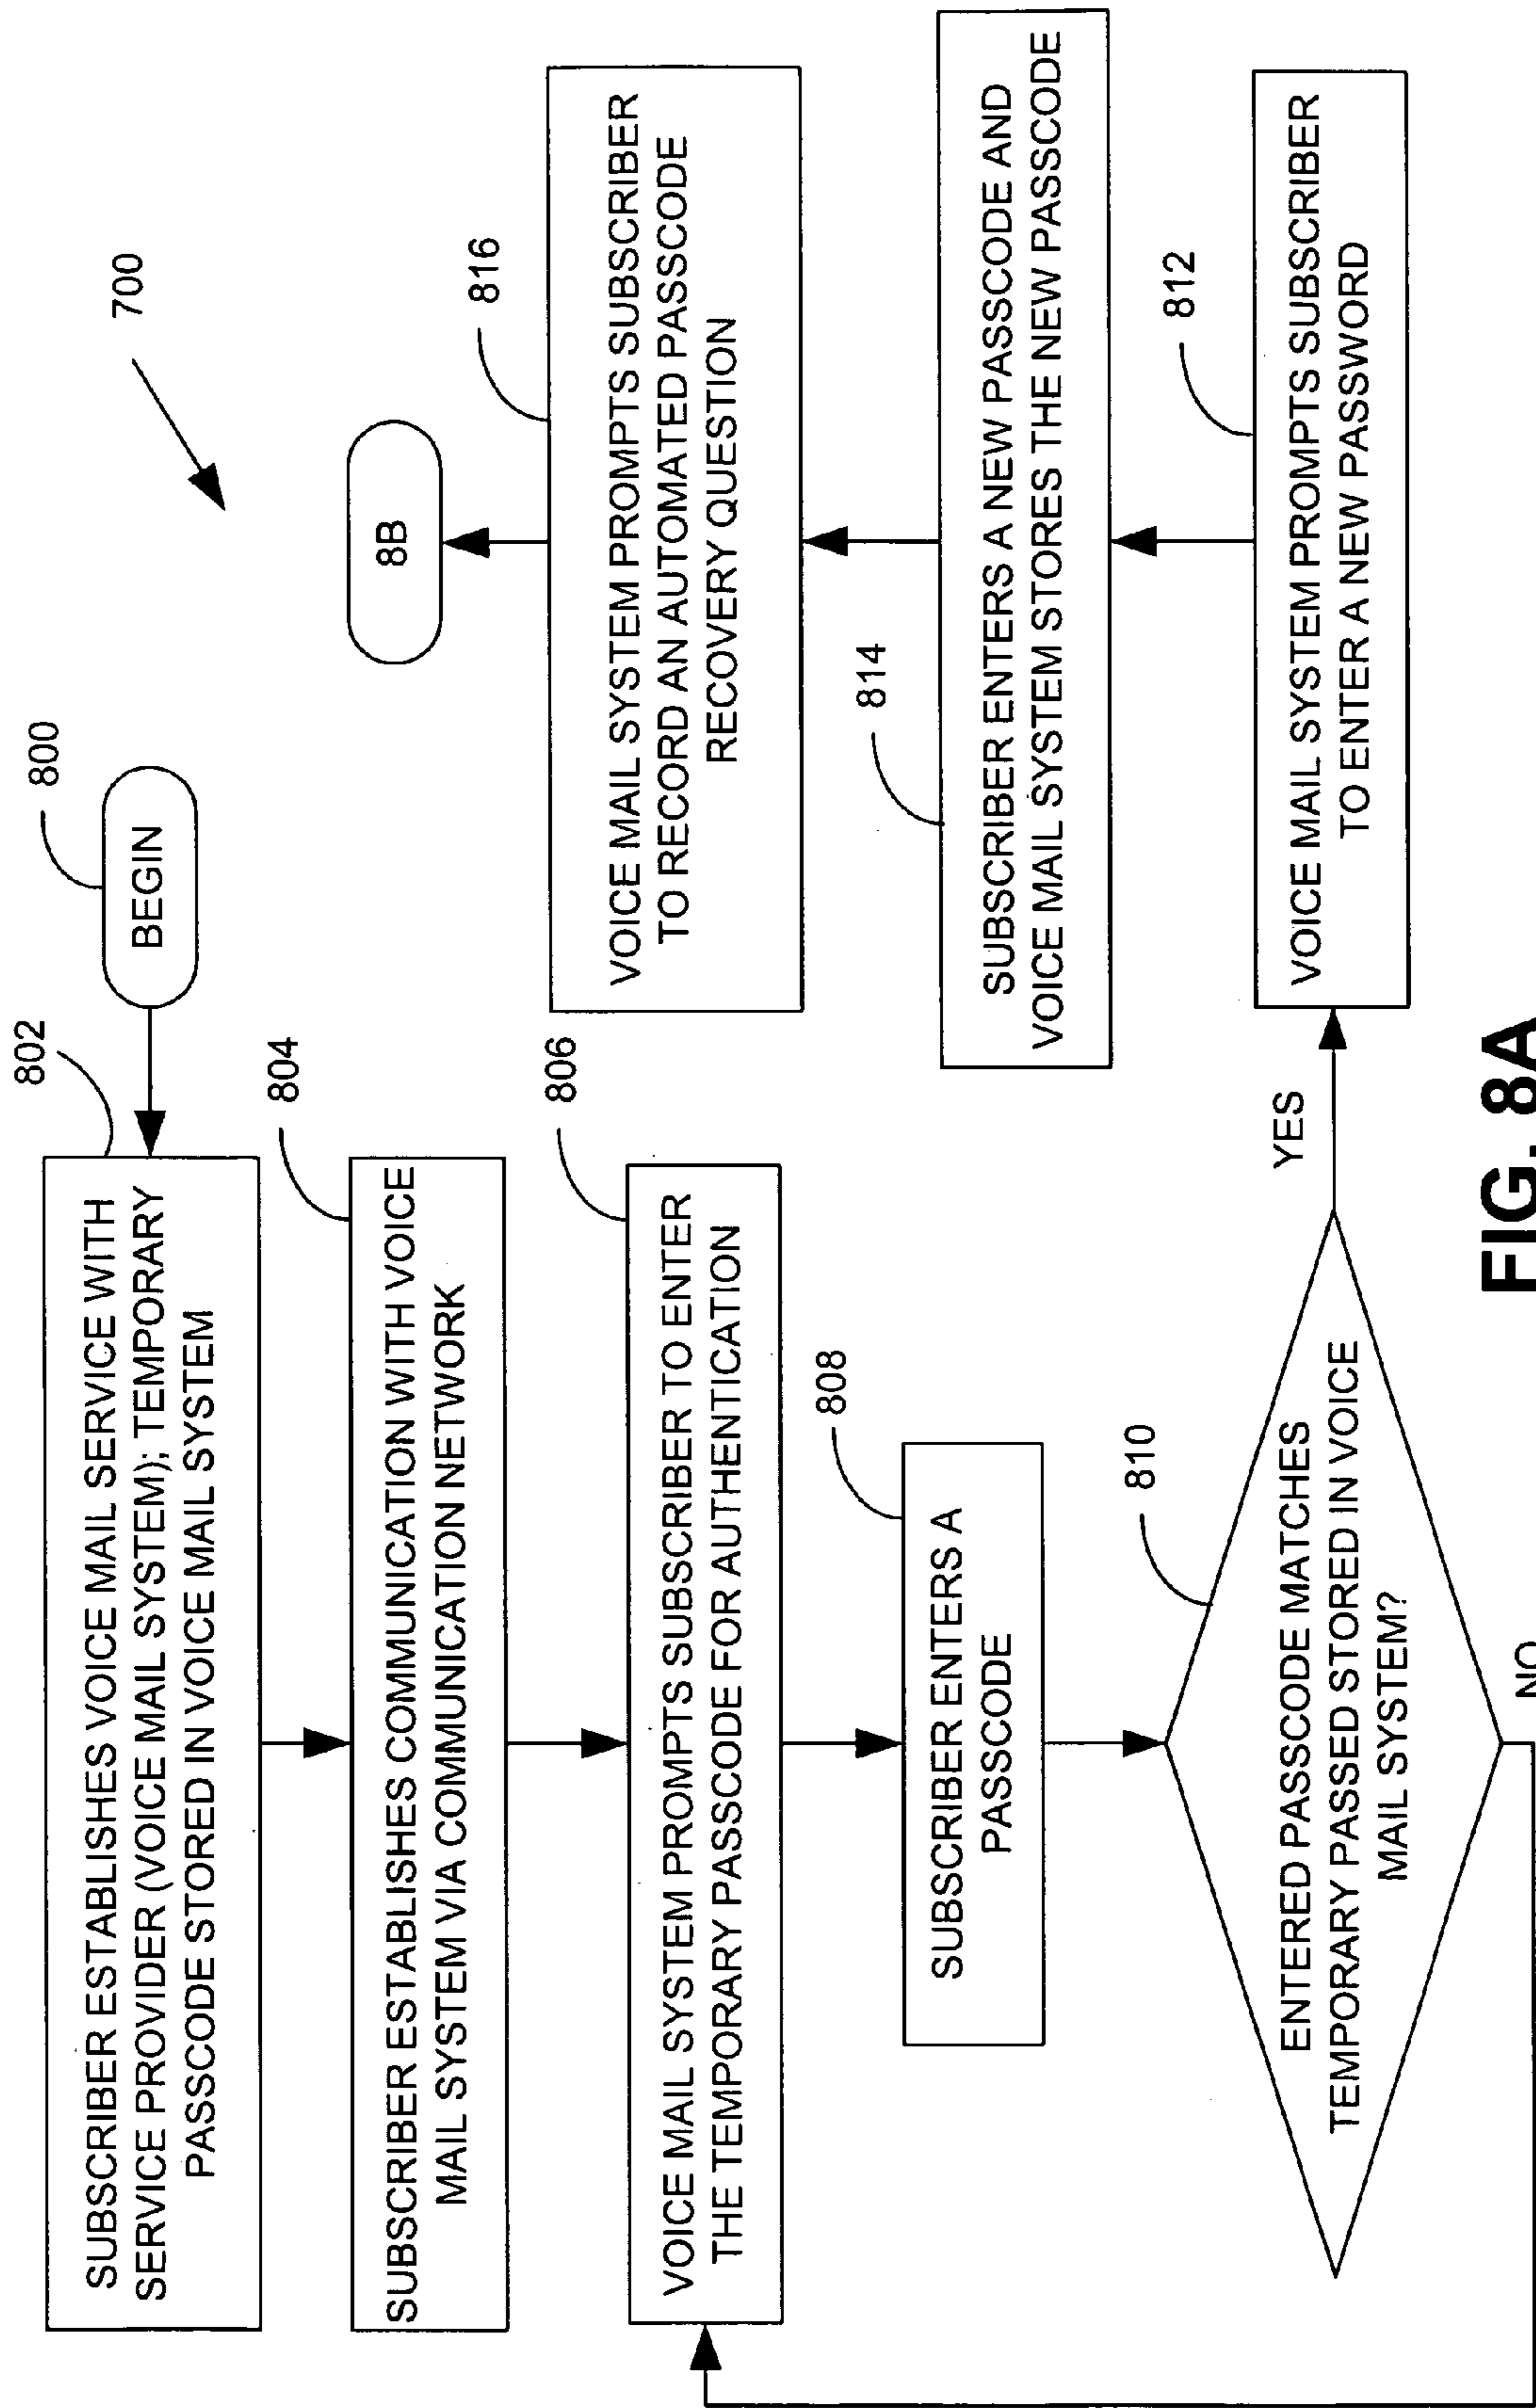 700
800
BEGIN
802
SUBSCRIBER ESTABLISHES VOICE MAIL SERVICE WITH
SERVICE PROVIDER (VOICE MAIL SYSTEM); TEMPORARY
PASSCODE STORED IN VOICE MAIL SYSTEM
804
SUBSCRIBER ESTABLISHES COMMUNICATION WITH VOICE
MAIL SYSTEM VIA COMMUNICATION NETWORK
806
VOICE MAIL SYSTEM PROMPTS SUBSCRIBER TO ENTER
THE TEMPORARY PASSCODE FOR AUTHENTICATION
808
SUBSCRIBER ENTERS A
PASSCODE
810
ENTERED PASSCODE MATCHES
TEMPORARY PASSED STORED IN VOICE
MAIL SYSTEM?
NO
YES
812
VOICE MAIL SYSTEM PROMPTS SUBSCRIBER
TO ENTER A NEW PASSWORD
814
SUBSCRIBER ENTERS A NEW PASSCODE AND
VOICE MAIL SYSTEM STORES THE NEW PASSCODE
816
VOICE MAIL SYSTEM PROMPTS SUBSCRIBER
TO RECORD AN AUTOMATED PASSCODE
RECOVERY QUESTION
8B
FIG. 8A